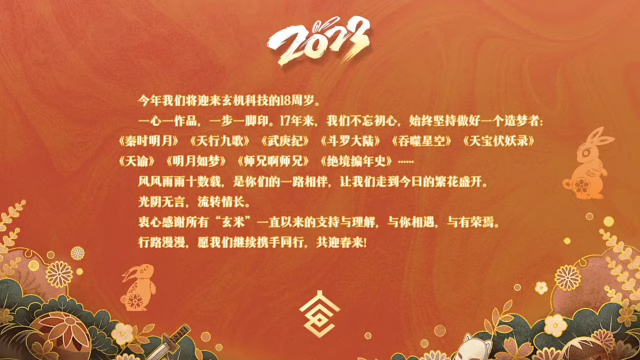 2023
今年我们将迎来玄机科技的18周岁。
一心一作品，一步一脚印。17年来，我们不忘初心，始终坚持做好一个造梦者：
《秦时明月》《天行九歌》《武庚纪》《斗罗大陆》《吞噬星空》《天宝伏妖录》
《天谕》《明月如梦》《师兄啊师兄》《绝境编年史》……
风风雨雨十数载，是你们的一路相伴，让我们走到今日的繁花盛开。
光阴无言，流转情长。
衷心感谢所有“玄米”一直以来的支持与理解，与你相遇，与有荣焉。
行路漫漫，愿我们继续携手同行，共迎春来！